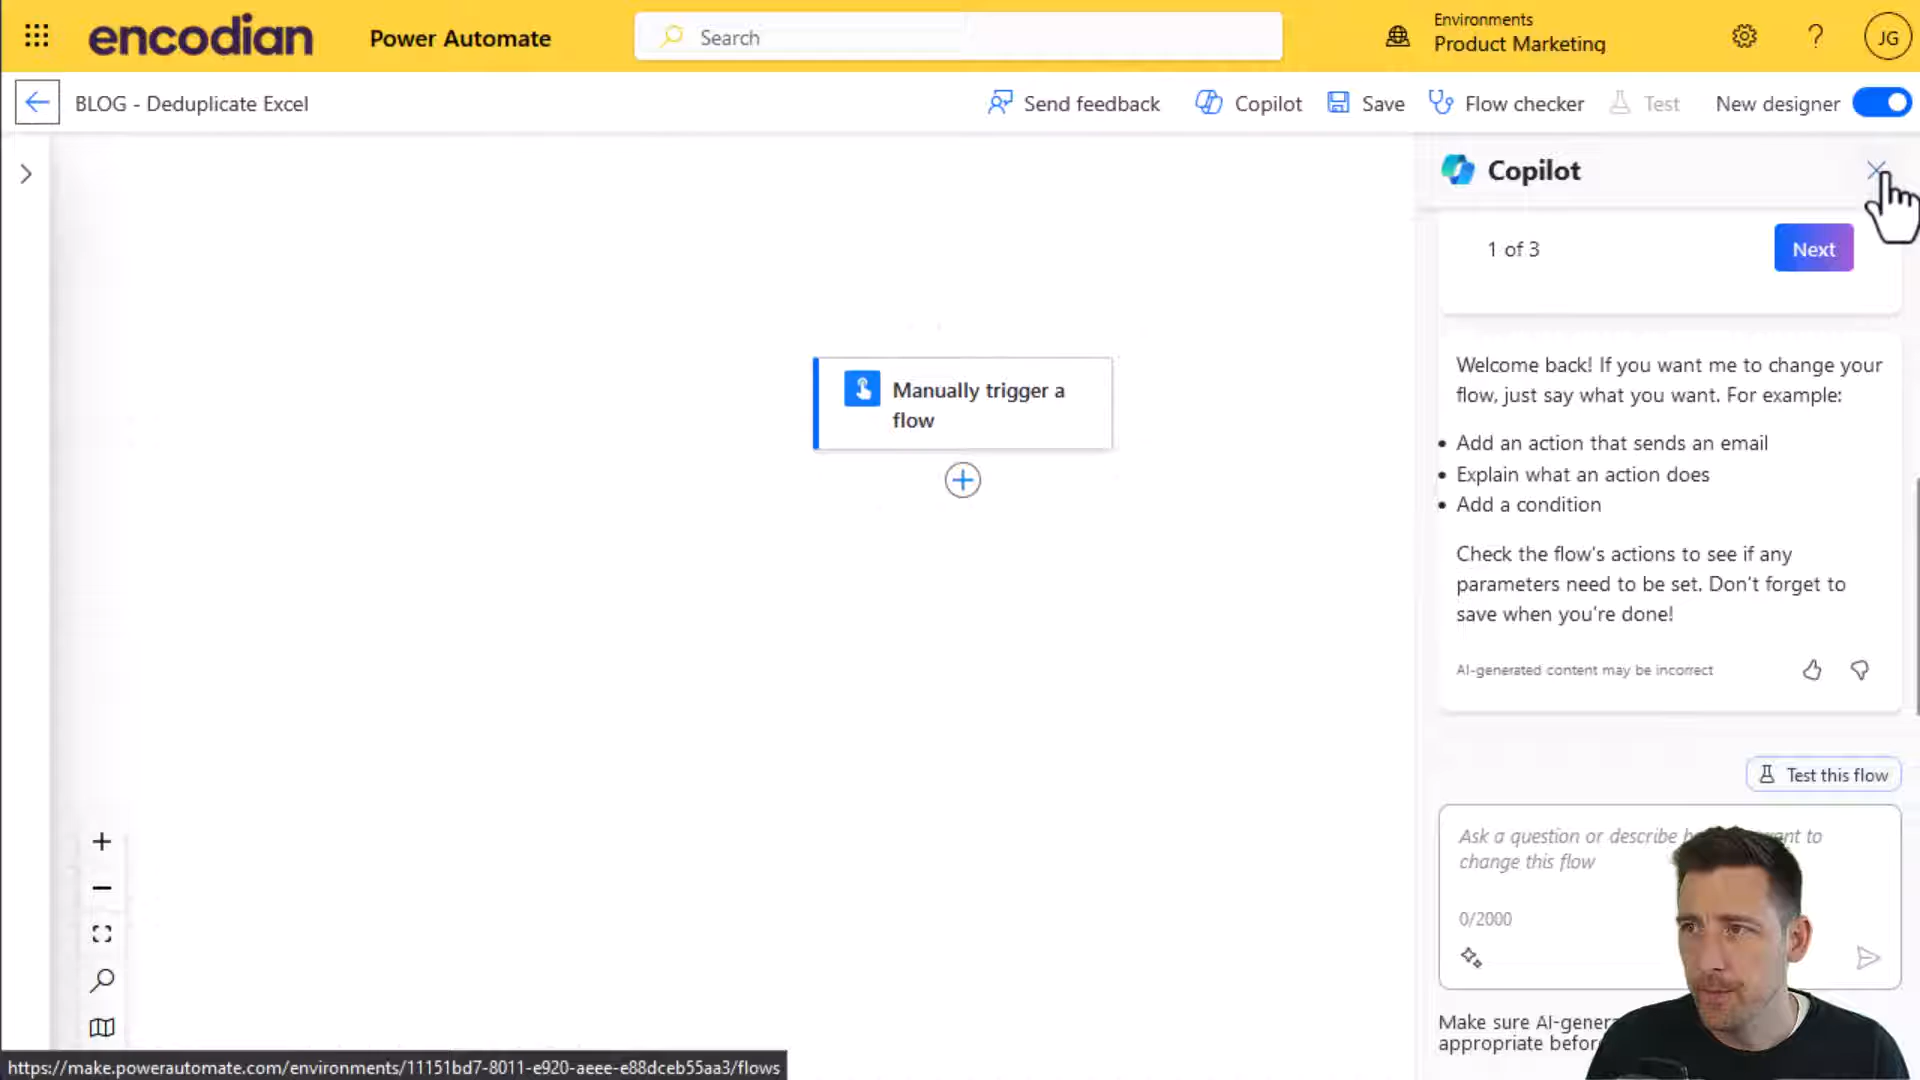 encodian
Power Automate
Search
Environments
Product Marketing
JG
BLOG - Deduplicate Excel
Send feedback
Copilot
Save
Flow checker
Test
New designer
Copilot
1 of 3
Next
Manually trigger a
flow
Welcome back! If you want me to change your
flow, just say what you want. For example:
• Add an action that sends an email
• Explain what an action does
• Add a condition
Check the flow's actions to see if any
parameters need to be set. Don't forget to
save when you're done!
AI-generated content may be incorrect
Test this flow
Ask a question or describe to
change this flow
0/2000
Make sure
appropriate
https://make.powerautomate.com/environments/11151bd7-8011-e920-aeee-e88dceb55aa3/flows